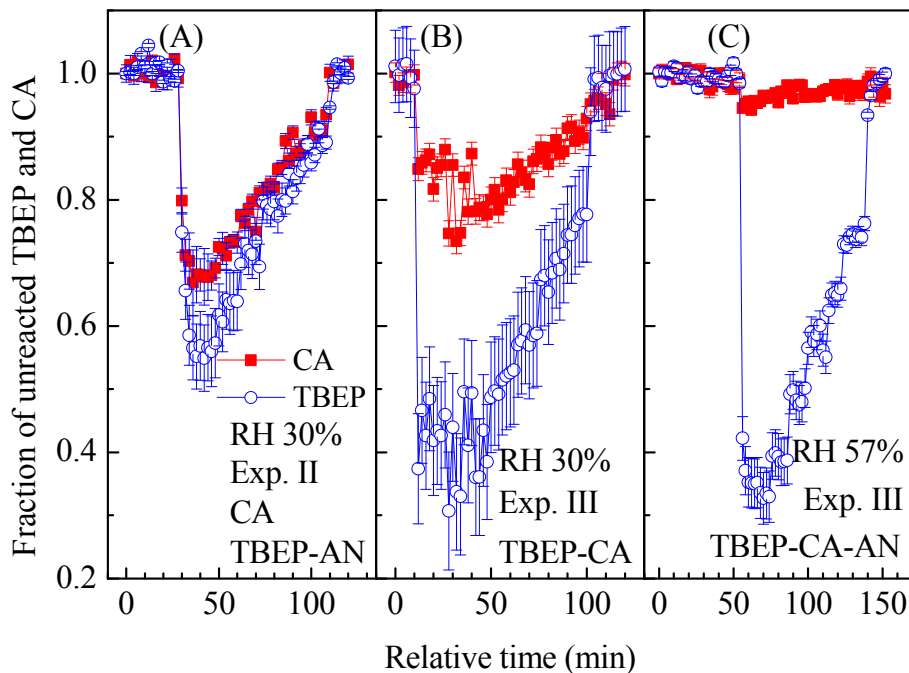 Fraction of unreacted TBEP and CA
1.0
0.8
0.6
0.4
0.2
(A)
CA
TBEP
RH 30%
Exp. II
CA
TBEP-AN
0
50
100
(B)
RH 30%
Exp. III
TBEP-CA
0
50
100
(C)
RH 57%
Exp. III
TBEP-CA-AN
0
50
100
150
Relative time (min)